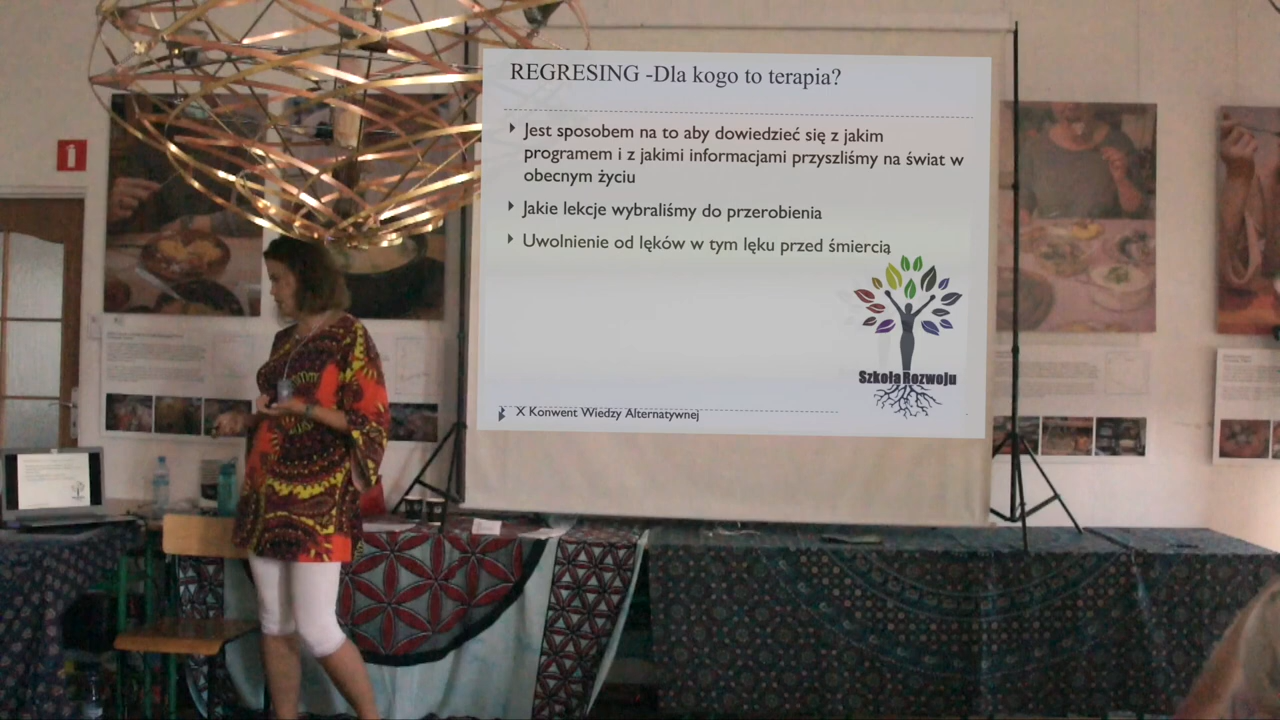 REGRESING -Dla kogo to terapia?
Jest sposobem na to aby dowiedzieć się z jakim
programem i z jakimi informacjami przyszliśmy na świat w
obecnym życiu
Jakie lekcje wybraliśmy do przerobienia
Uwolnienie od lęków w tym lęku przed śmiercią
Szkoła Rozwoju
X Konwent Wiedzy Alternatywnej